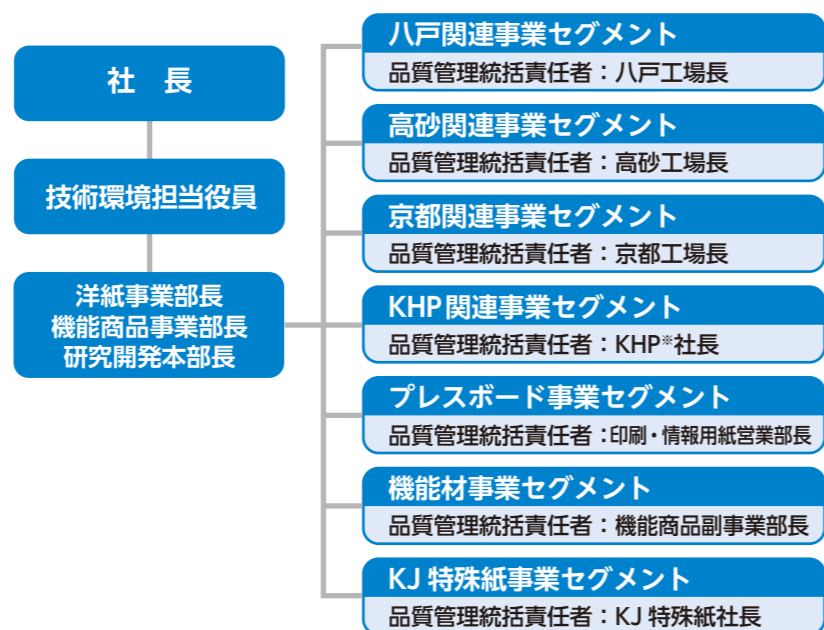 社 長
技術環境担当役員
洋紙事業部長
機能商品事業部長
研究開発本部長
八戸関連事業セグメント
品質管理統括責任者：八戸工場長
高砂関連事業セグメント
品質管理統括責任者：高砂工場長
京都関連事業セグメント
品質管理統括責任者：京都工場長
KHP関連事業セグメント
品質管理統括責任者：KHP※社長
プレスボード事業セグメント
品質管理統括責任者：印刷・情報用紙営業部長
機能材事業セグメント
品質管理統括責任者：機能商品副事業部長
KJ特殊紙事業セグメント
品質管理統括責任者：KJ特殊紙社長